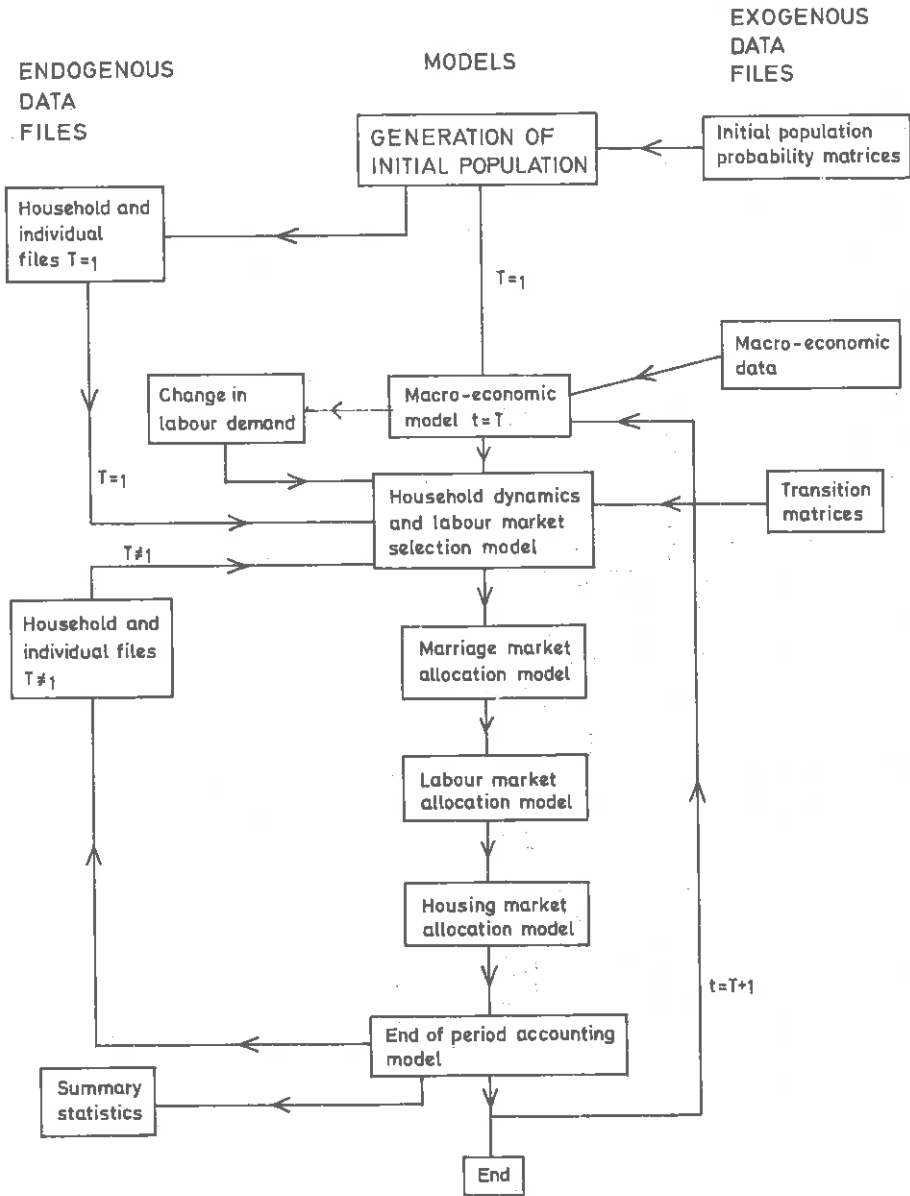 ENDOGENOUS
DATA
FILES
MODELS
EXOGENOUS
DATA
FILES
GENERATION OF
INITIAL POPULATION
Initial population
probability matrices
Household and
individual
files T=1
T=1
Macro-economic
data
Change in
labour demand
Macro-economic
model t=T
T=1
Household dynamics
and labour market
selection model
Transition
matrices
T≠1
Household and
individual files
T≠1
Marriage market
allocation model
Labour market
allocation model
Housing market
allocation model
t=T+1
End of period accounting
model
Summary
statistics
End